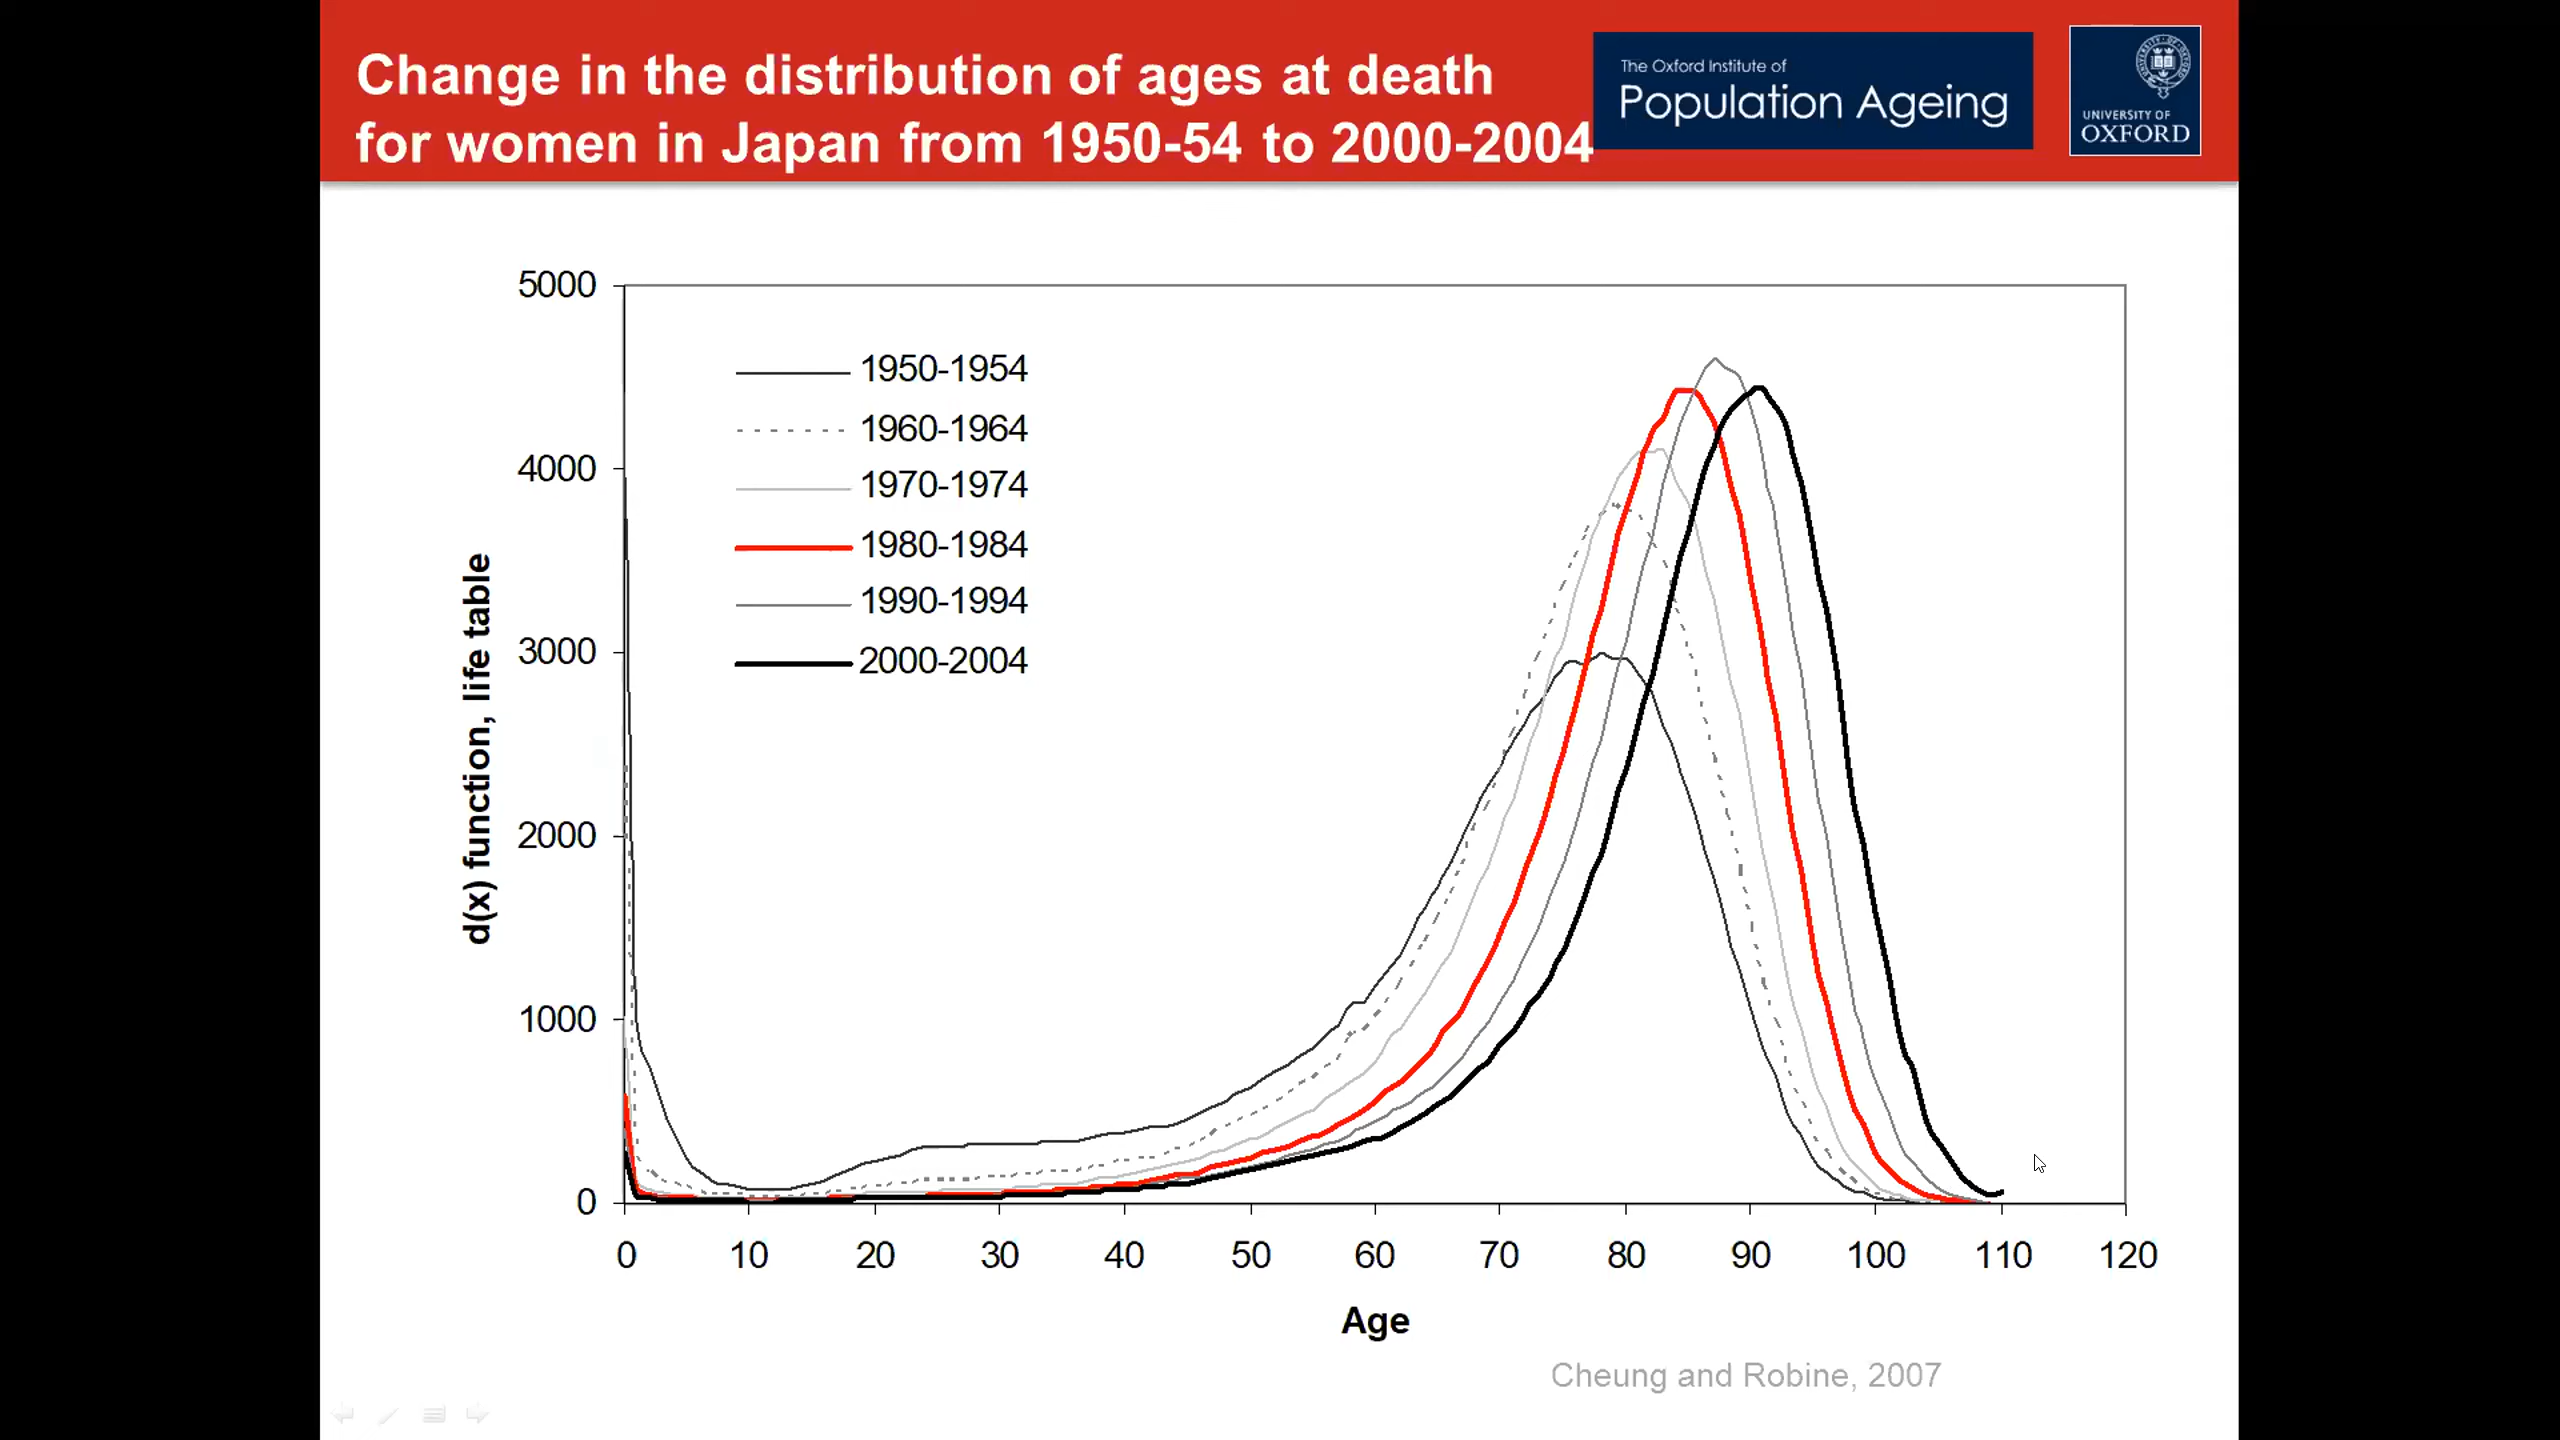 Change in the distribution of ages at death
for women in Japan from 1950-54 to 2000-2004
The Oxford Institute of
Population Ageing
UNIVERSITY OF
OXFORD
5000
4000
3000
2000
1000
0
d(x) function, life table
1950-1954
1960-1964
1970-1974
1980-1984
1990-1994
2000-2004
0 10 20 30 40 50 60 70 80 90 100 110 120
Age
Cheung and Robine, 2007